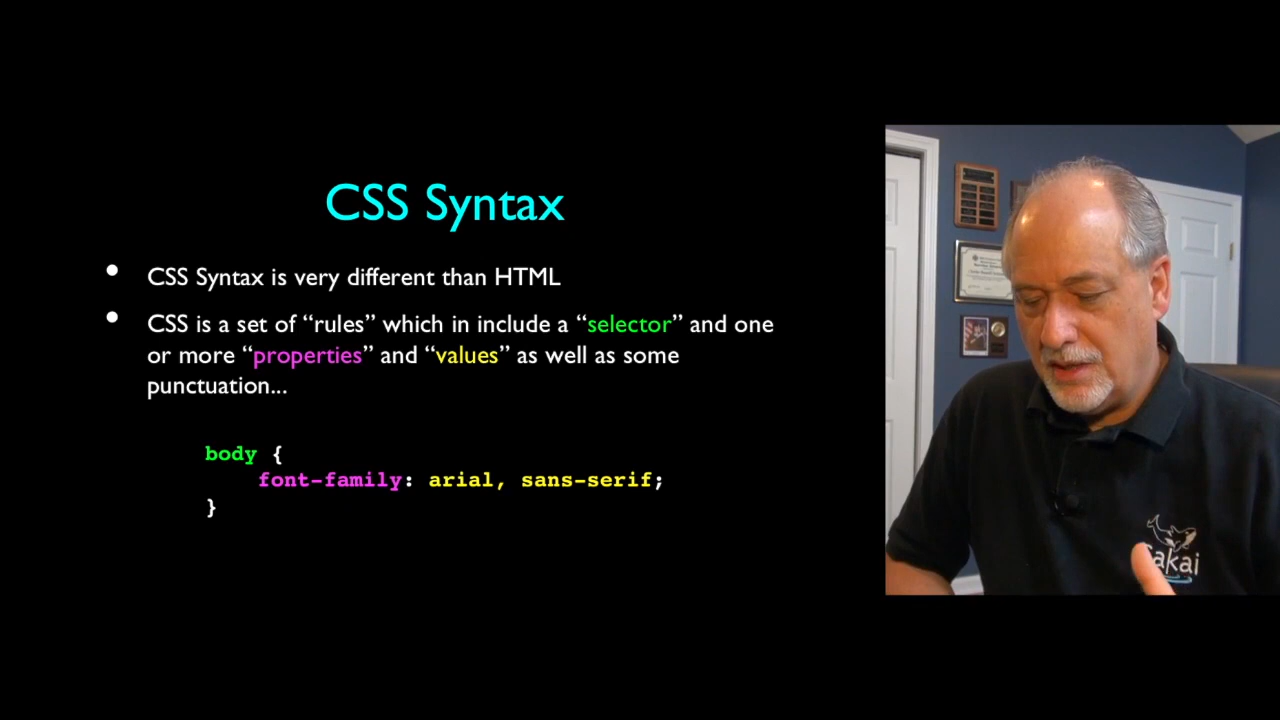 CSS Syntax
• CSS Syntax is very different than HTML
• CSS is a set of “rules” which in include a “selector” and one
or more “properties” and “values” as well as some
punctuation...
body {
    font-family: arial, sans-serif;
}
akai